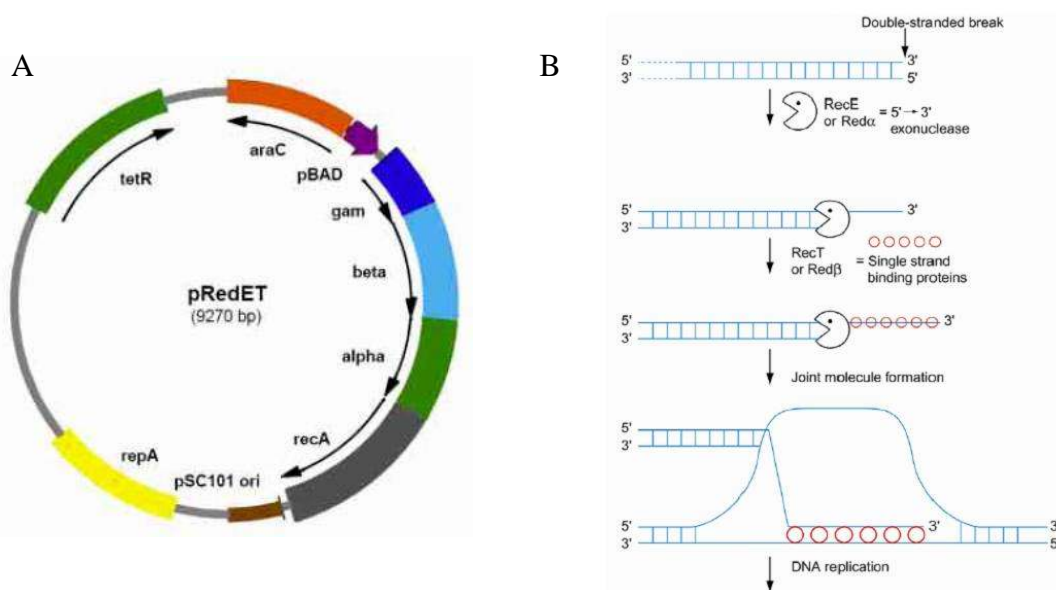 A
araC
pBAD
tetR
gam
beta
pRedET
(9270 bp)
alpha
recA
repA
pSC101 ori
B
Double-stranded break
5'
3'
3'
5'
RecE
or Redα
= 5' → 3'
exonuclease
5'
3'
3'
RecT
or Redβ
= Single strand
binding proteins
5'
3'
3'
Joint molecule formation
5'
3'
5'
3'
3'
3'
5'
DNA replication